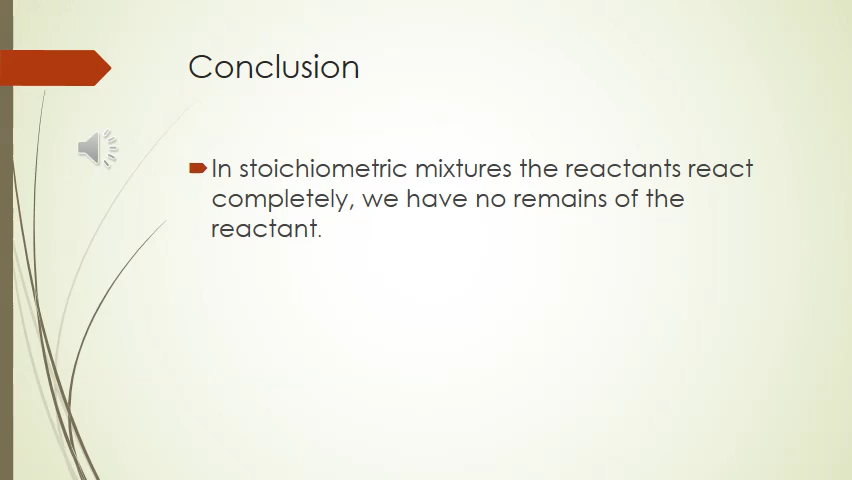 Conclusion
In stoichiometric mixtures the reactants react
completely, we have no remains of the
reactant.